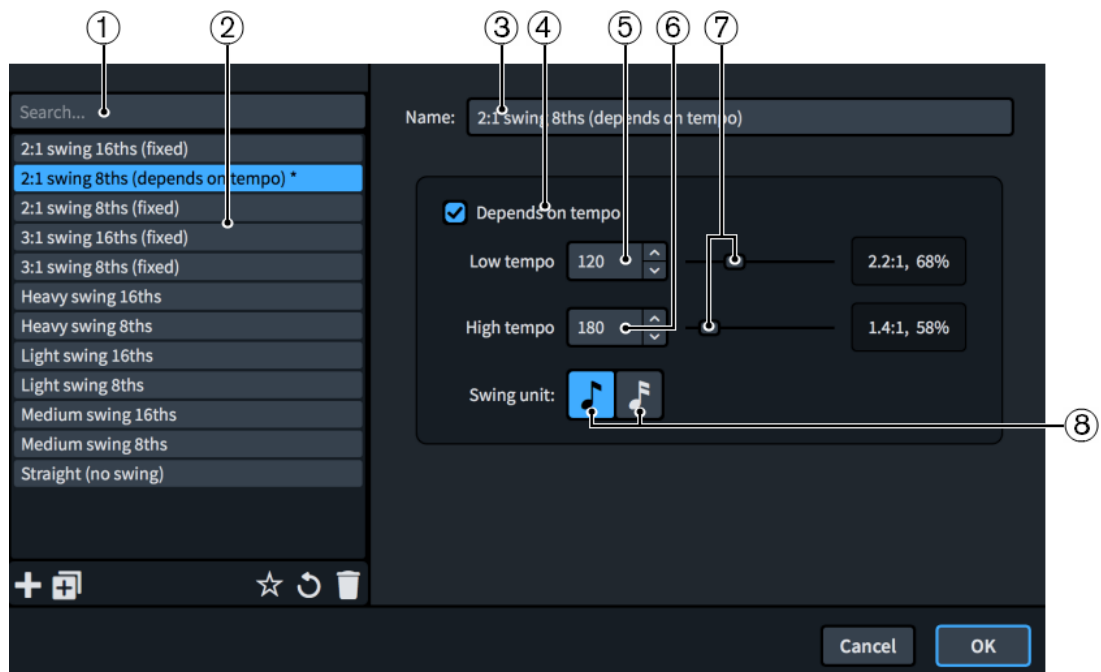 1 2 3 4 5 6 7
Search...
2:1 swing 16ths (fixed)
2:1 swing 8ths (depends on tempo) *
2:1 swing 8ths (fixed)
3:1 swing 16ths (fixed)
3:1 swing 8ths (fixed)
Heavy swing 16ths
Heavy swing 8ths
Light swing 16ths
Light swing 8ths
Medium swing 16ths
Medium swing 8ths
Straight (no swing)
Name: 2:1 swing 8ths (depends on tempo)
Depends on tempo
Low tempo 120 2.2:1, 68%
High tempo 180 1.4:1, 58%
Swing unit:
8
Cancel OK